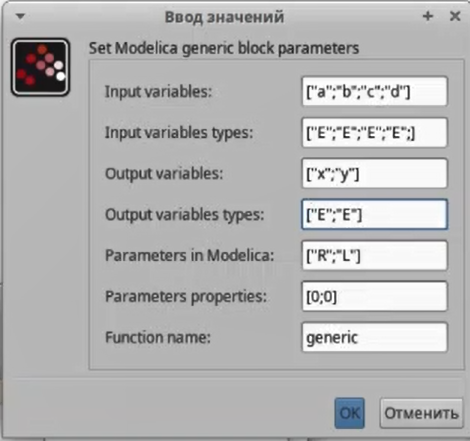 Ввод значений
Set Modelica generic block parameters
Input variables: ["a";"b";"c";"d"]
Input variables types: ["E";"E";"E";"E";]
Output variables: ["x";"y"]
Output variables types: ["E";"E"]
Parameters in Modelica: ["R";"L"]
Parameters properties: [0;0]
Function name: generic
OK Отменить